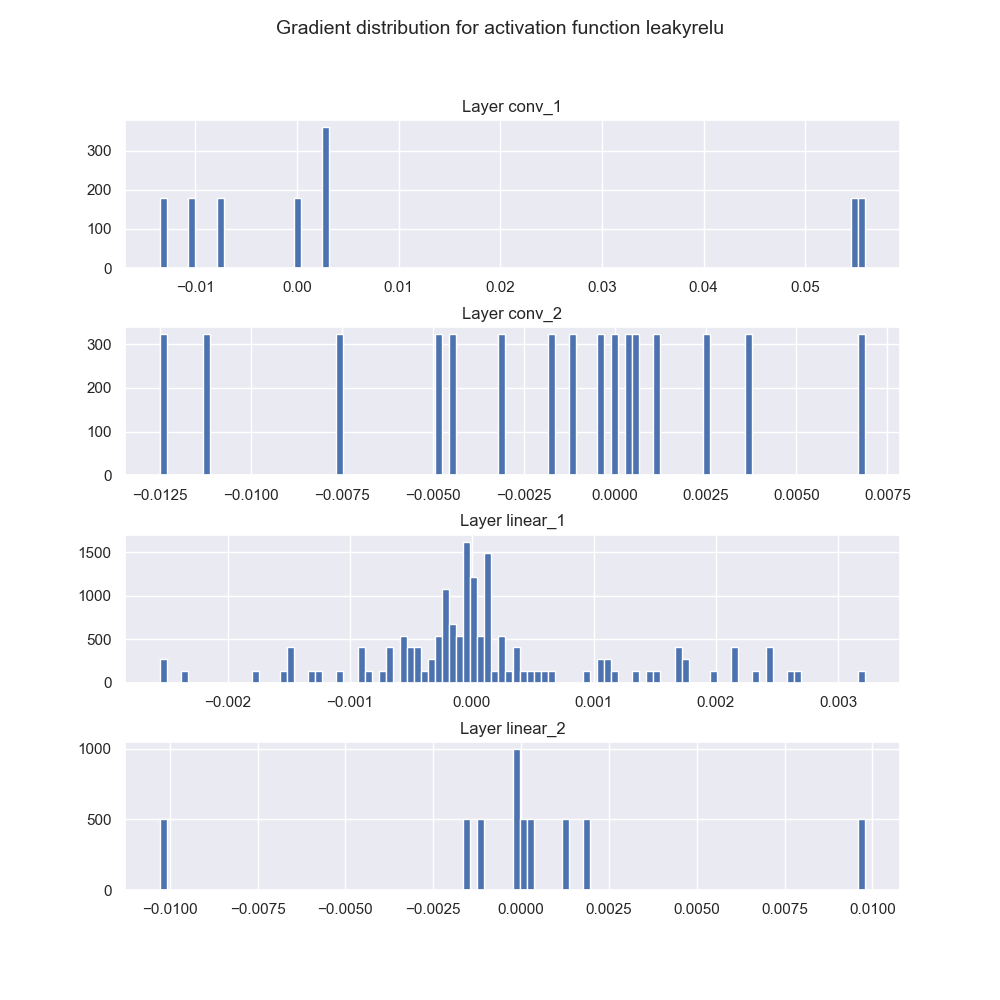 Gradient distribution for activation function leakyrelu
Layer conv_1
300
200
100
0
−0.01 0.00 0.01 0.02 0.03 0.04 0.05
Layer conv_2
300
200
100
0
−0.0125 −0.0100 −0.0075 −0.0050 −0.0025 0.0000 0.0025 0.0050 0.0075
Layer linear_1
1500
1000
500
0
−0.002 −0.001 0.000 0.001 0.002 0.003
Layer linear_2
1000
500
0
−0.0100 −0.0075 −0.0050 −0.0025 0.0000 0.0025 0.0050 0.0075 0.0100